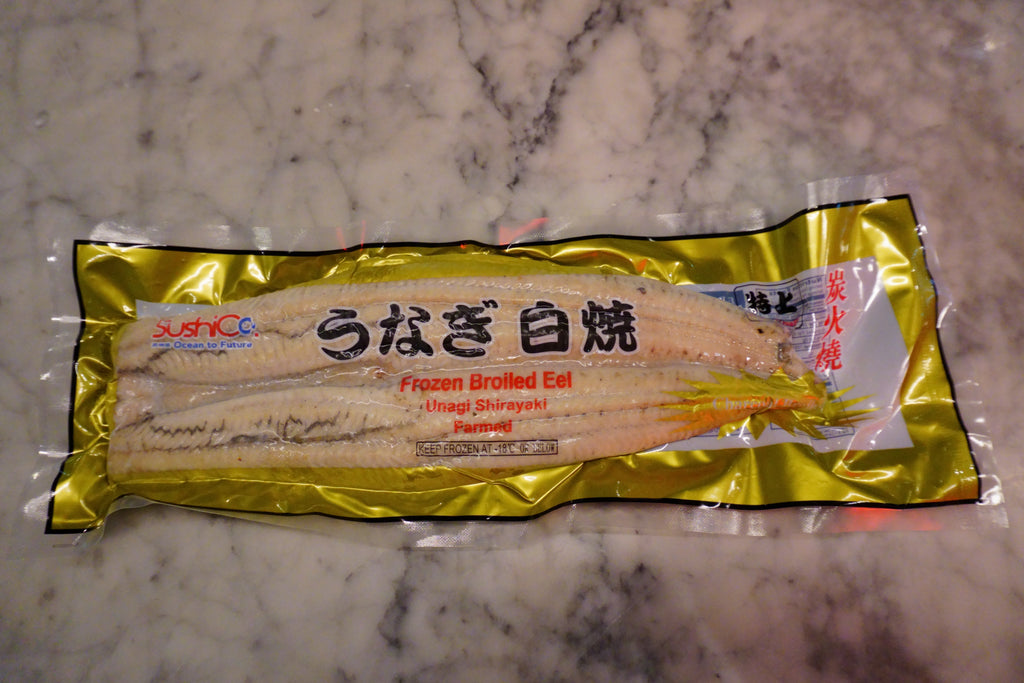 SushiCo.
Ocean to Future
うなぎ 白焼
特上
炭火焼
Frozen Broiled Eel
Unagi Shirayaki
Farmed
KEEP FROZEN AT -18℃ OR BELOW